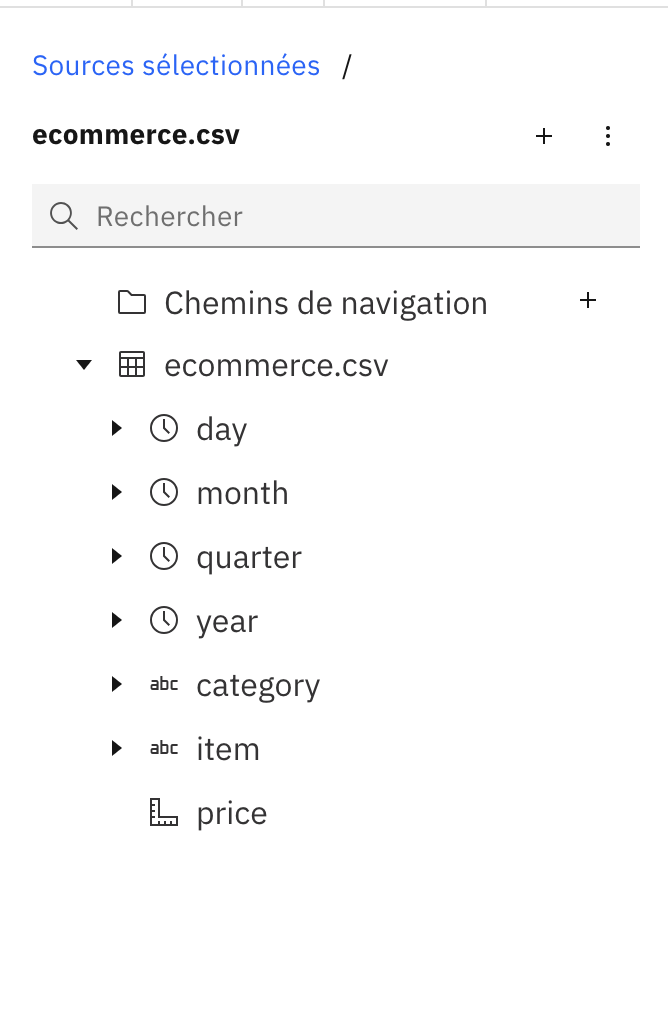 Sources sélectionnées /
ecommerce.csv
Rechercher
Chemins de navigation
ecommerce.csv
day
month
quarter
year
abc category
abc item
price